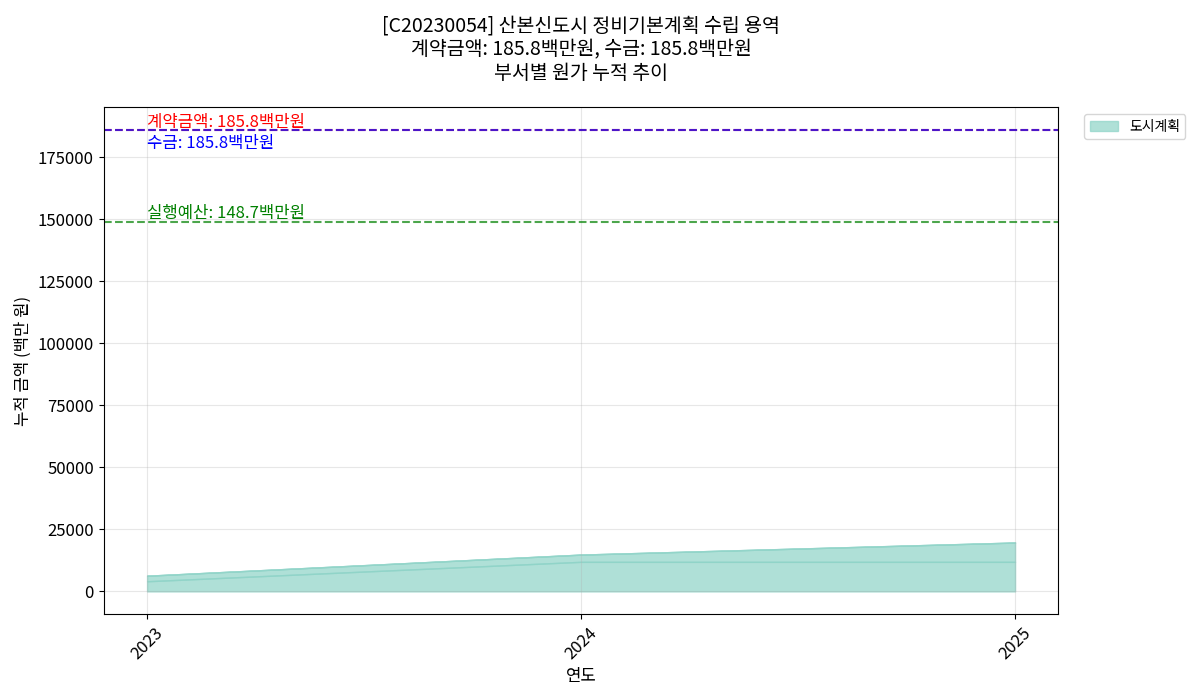 [C20230054] 산본신도시 정비기본계획 수립 용역
계약금액: 185.8백만원, 수금: 185.8백만원
부서별 원가 누적 추이
계약금액: 185.8백만원
수금: 185.8백만원
실행예산: 148.7백만원
도시계획
175000
150000
125000
100000
75000
50000
25000
0
누적 금액 (백만 원)
2023
2024
2025
연도